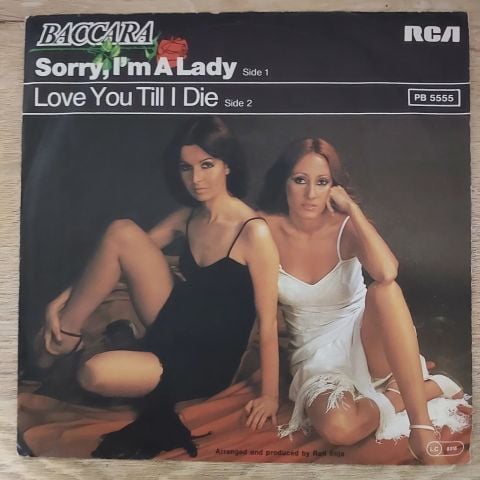 BACCARA
RCA
Sorry, I'm A Lady Side 1
Love You Till I Die Side 2
PB 5555
Arranged and produced by Rolf Soja
LC